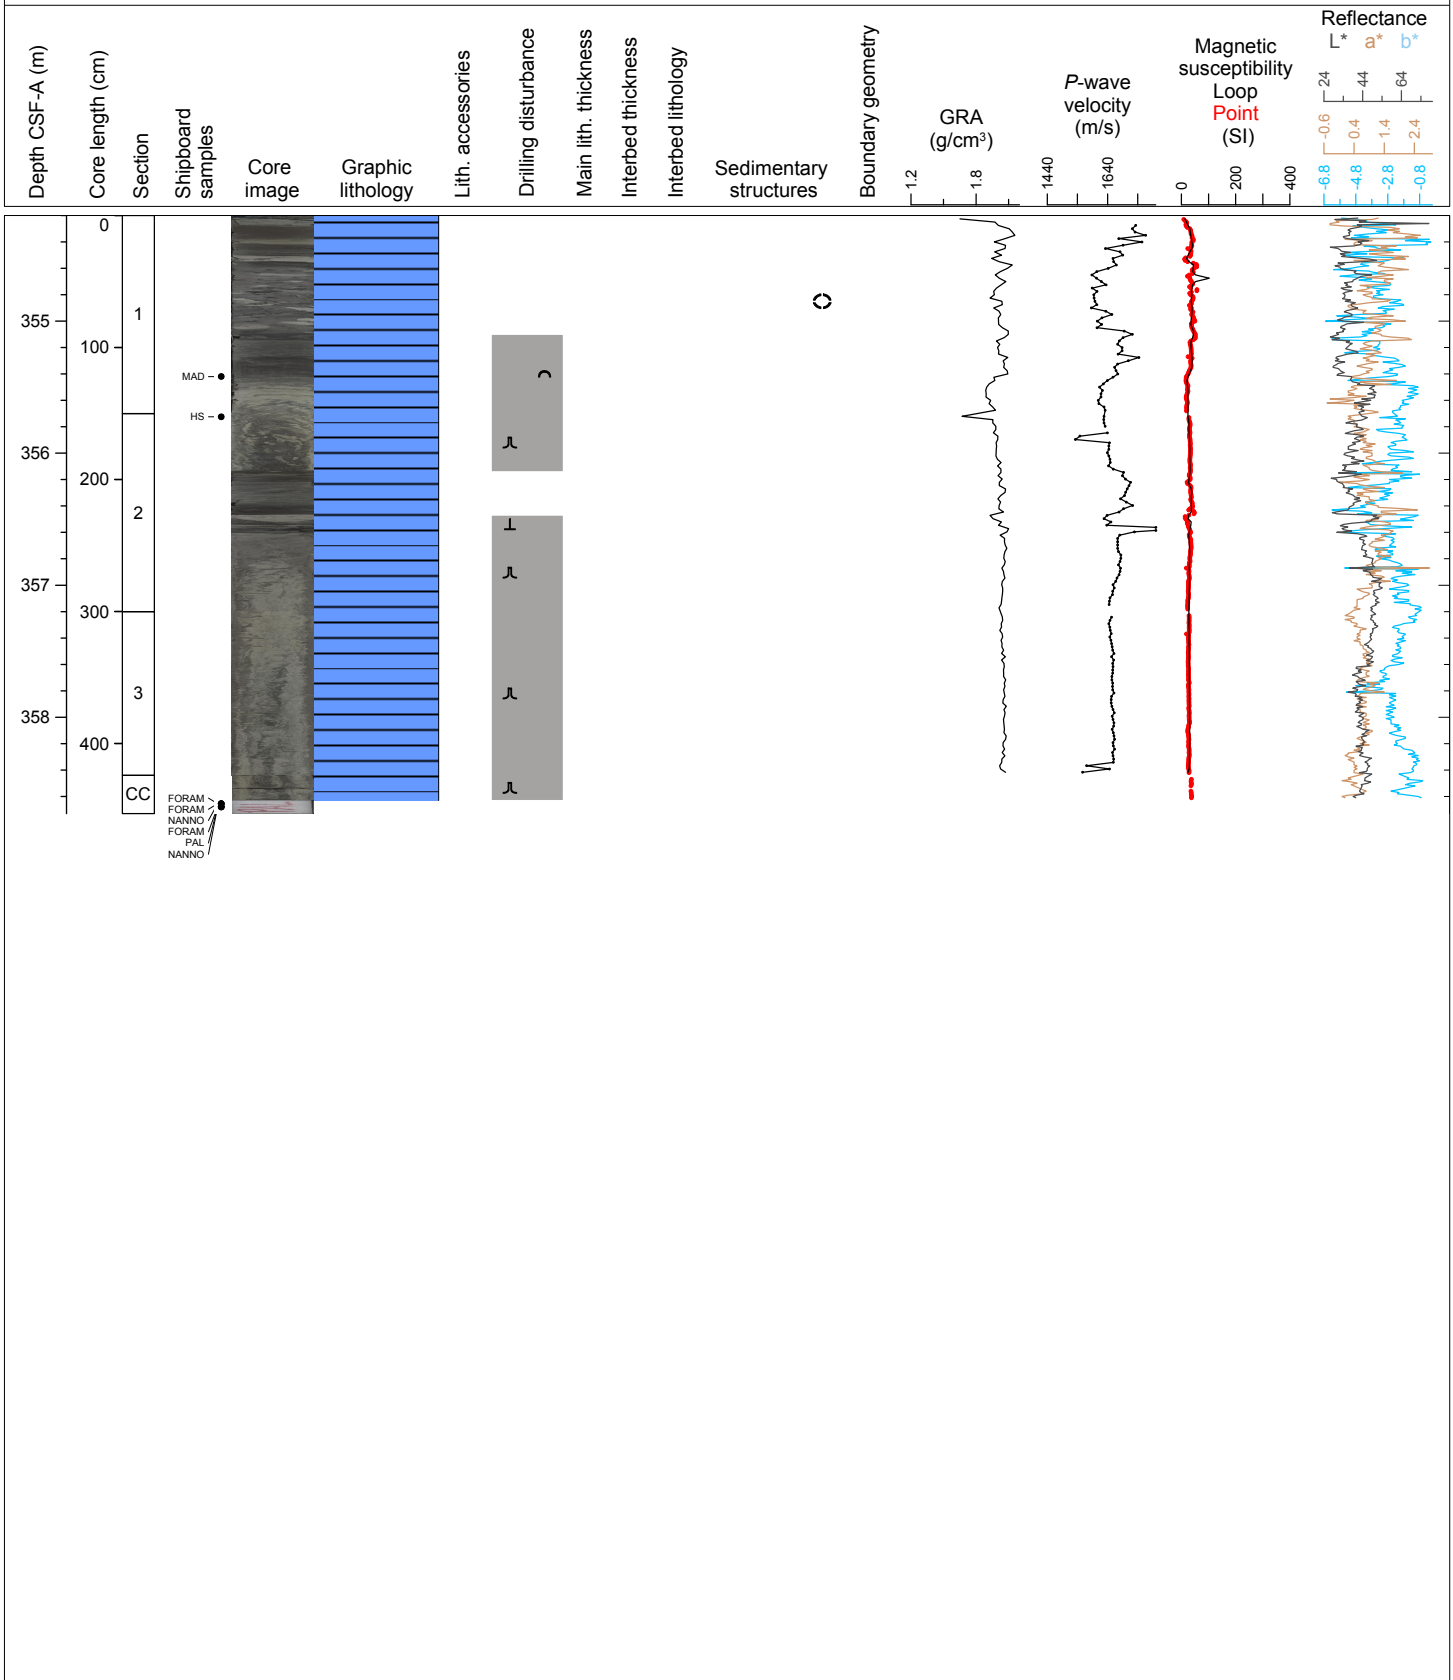 Depth CSF-A (m)
Core length (cm)
Section
Shipboard
samples
Core
image
Graphic
lithology
Lith. accessories
Drilling disturbance
Main lith. thickness
Interbed thickness
Interbed lithology
Sedimentary
structures
Boundary geometry
GRA
(g/cm³)
1.2
1.8
P-wave
velocity
(m/s)
1440
1640
Magnetic
susceptibility
Loop
Point
(SI)
0
200
400
Reflectance
L* a* b*
24
44
64
-0.6
0.4
1.4
2.4
-6.8
-4.8
-2.8
-0.8
355
356
357
358
0
100
200
300
400
1
2
3
CC
MAD
HS
FORAM
FORAM
NANNO
FORAM
PAL
NANNO